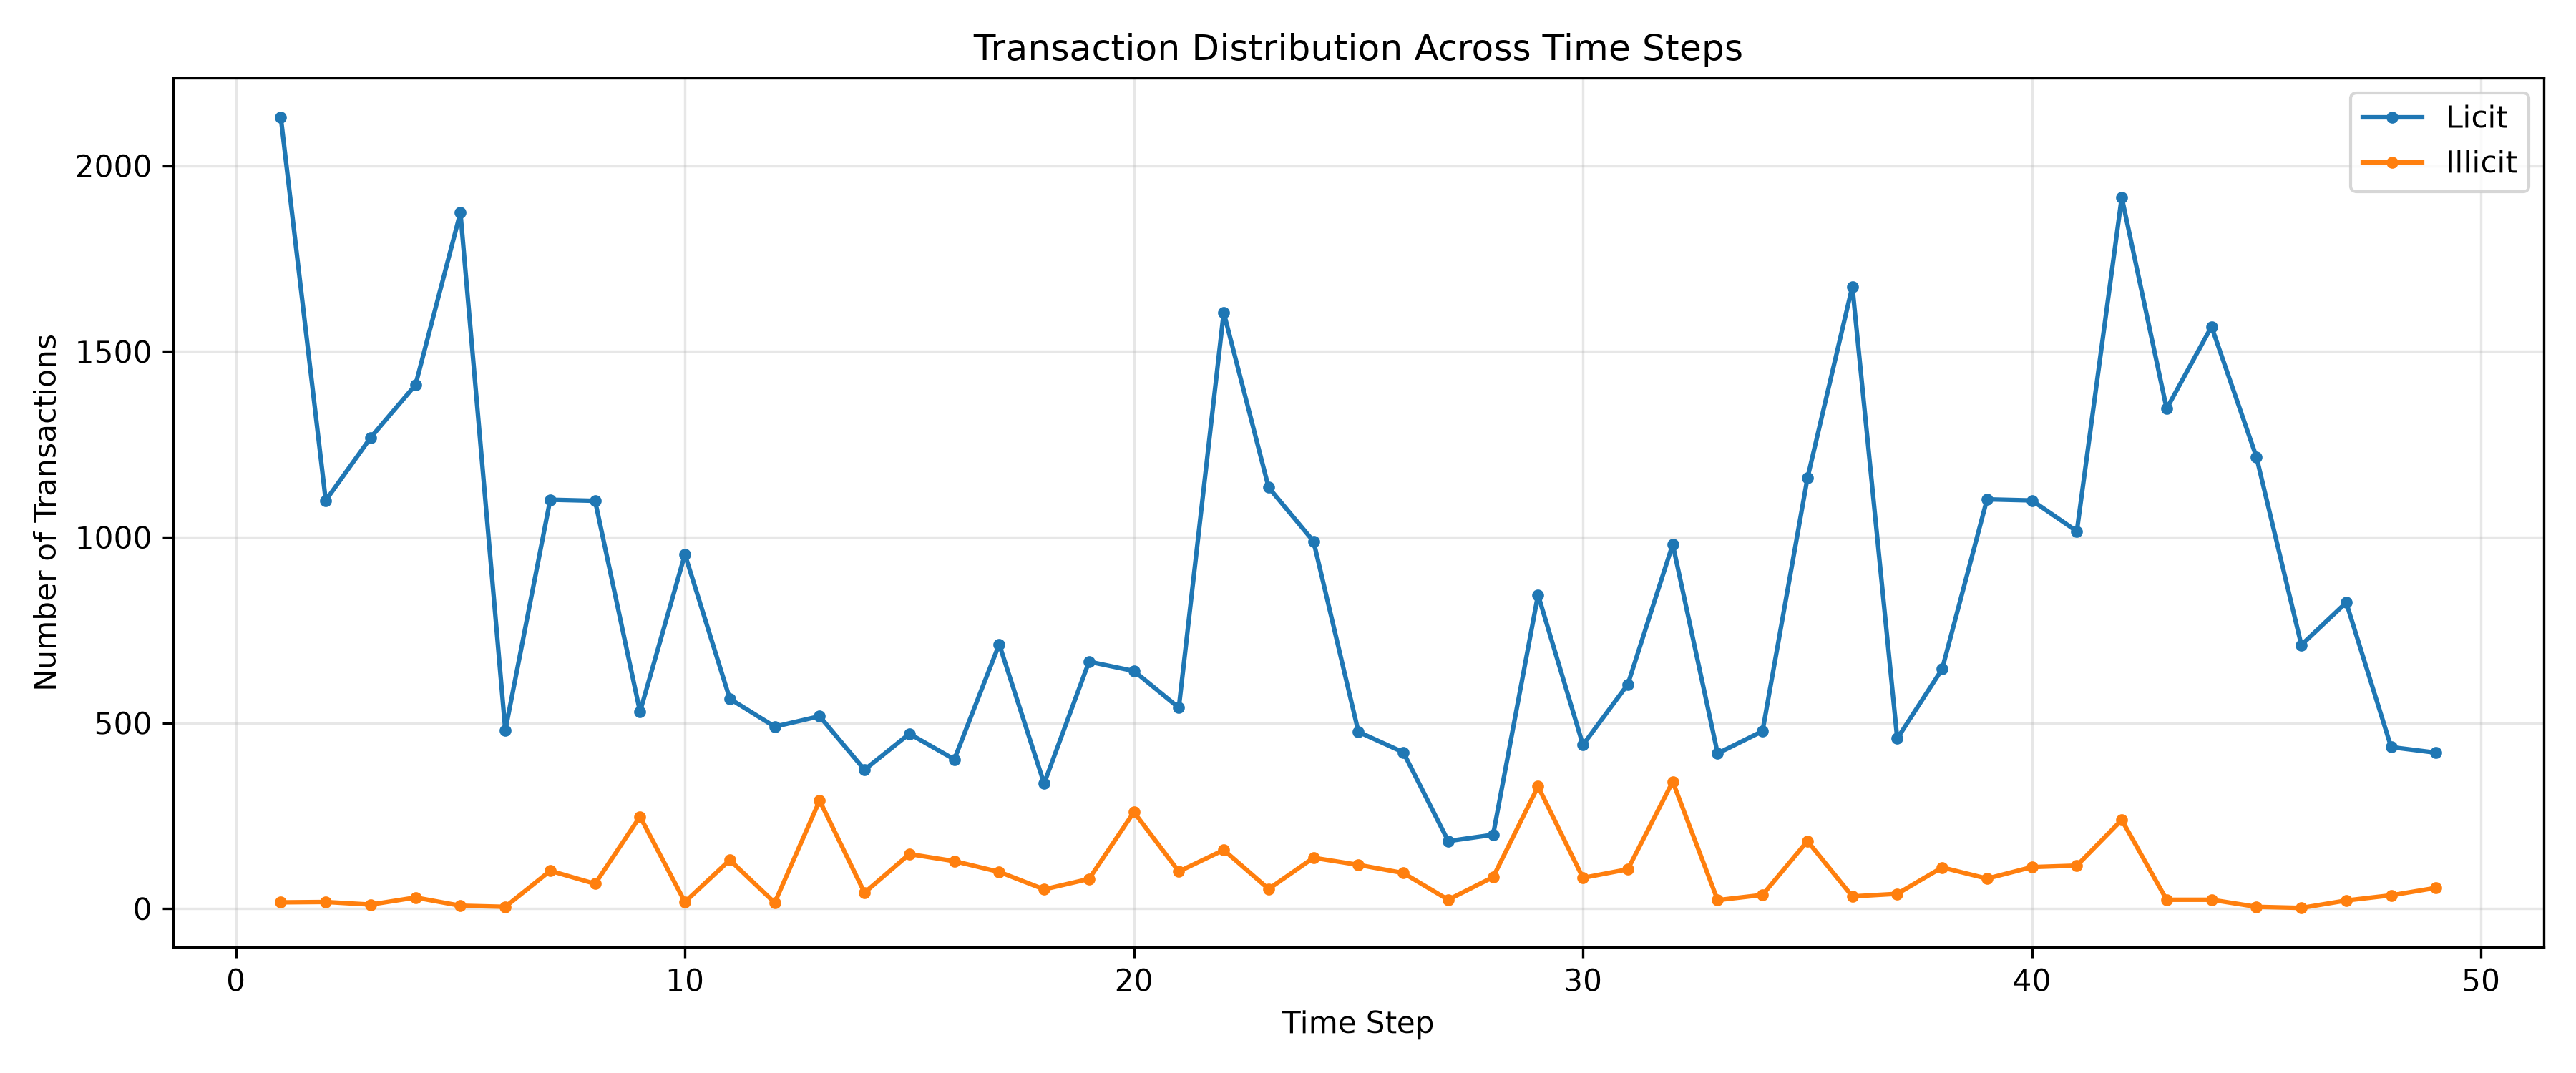 Transaction Distribution Across Time Steps
Licit
Illicit
Number of Transactions
2000
1500
1000
500
0
0 10 20 30 40 50
Time Step